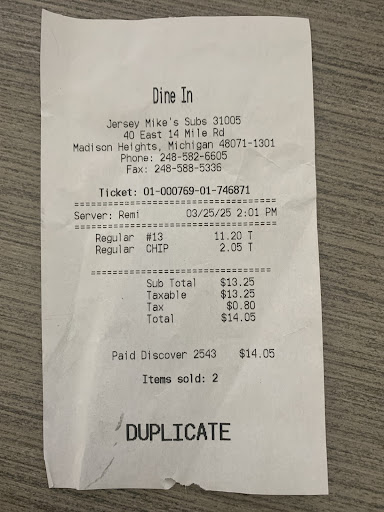 Dine In
Jersey Mike's Subs 31005
40 East 14 Mile Rd
Madison Heights, Michigan 48071-1301
Phone: 248-582-6605
Fax: 248-588-5336
Ticket: 01-000769-01-746871
==================================
Server: Remi 03/25/25 2:01 PM
==================================
Regular #13 11.20 T
Regular CHIP 2.05 T
==============================
Sub Total $13.25
Taxable $13.25
Tax $0.80
Total $14.05
Paid Discover 2543 $14.05
Items sold: 2
DUPLICATE